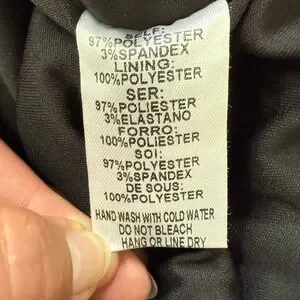 SELF:
97%POLYESTER
3%SPANDEX
LINING:
100%POLYESTER
SER:
97%POLIESTER
3%ELASTANO
FORRO:
100%POLIESTER
SOI:
97%POLYESTER
3%SPANDEX
DE SOUS:
100%POLYESTER
HAND WASH WITH COLD WATER
DO NOT BLEACH
HANG OR LINE DRY